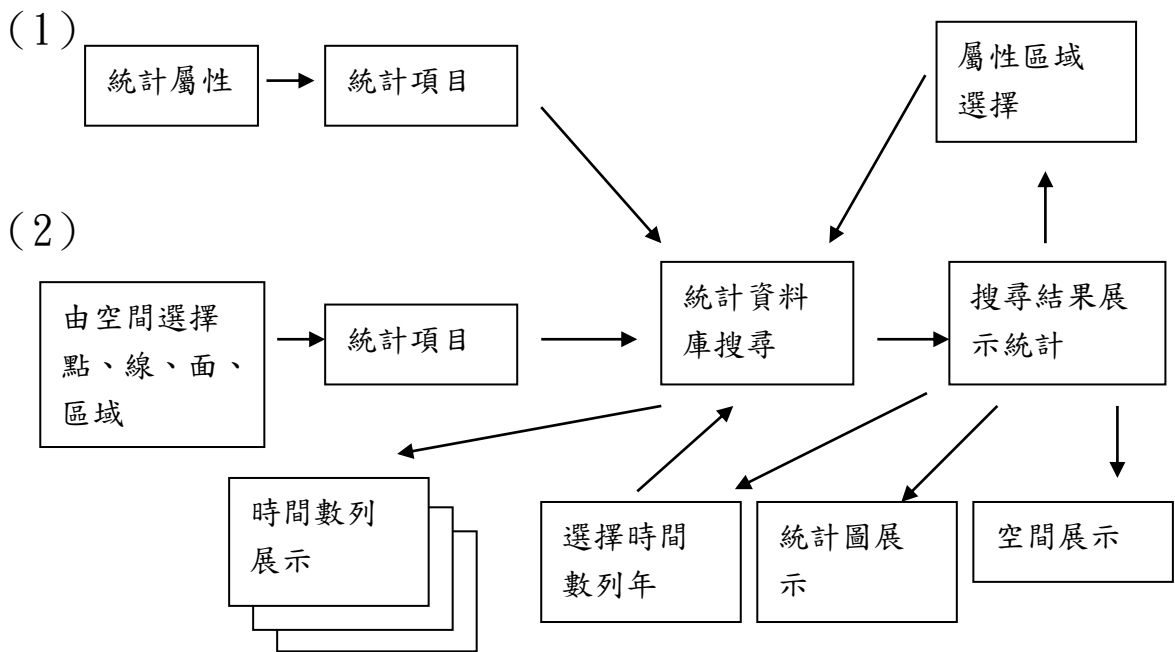 (1)
統計屬性
統計項目
屬性區域
選擇
(2)
由空間選擇
點、線、面、
區域
統計項目
統計資料
庫搜尋
搜尋結果展
示統計
時間數列
展示
選擇時間
數列年
統計圖展
示
空間展示